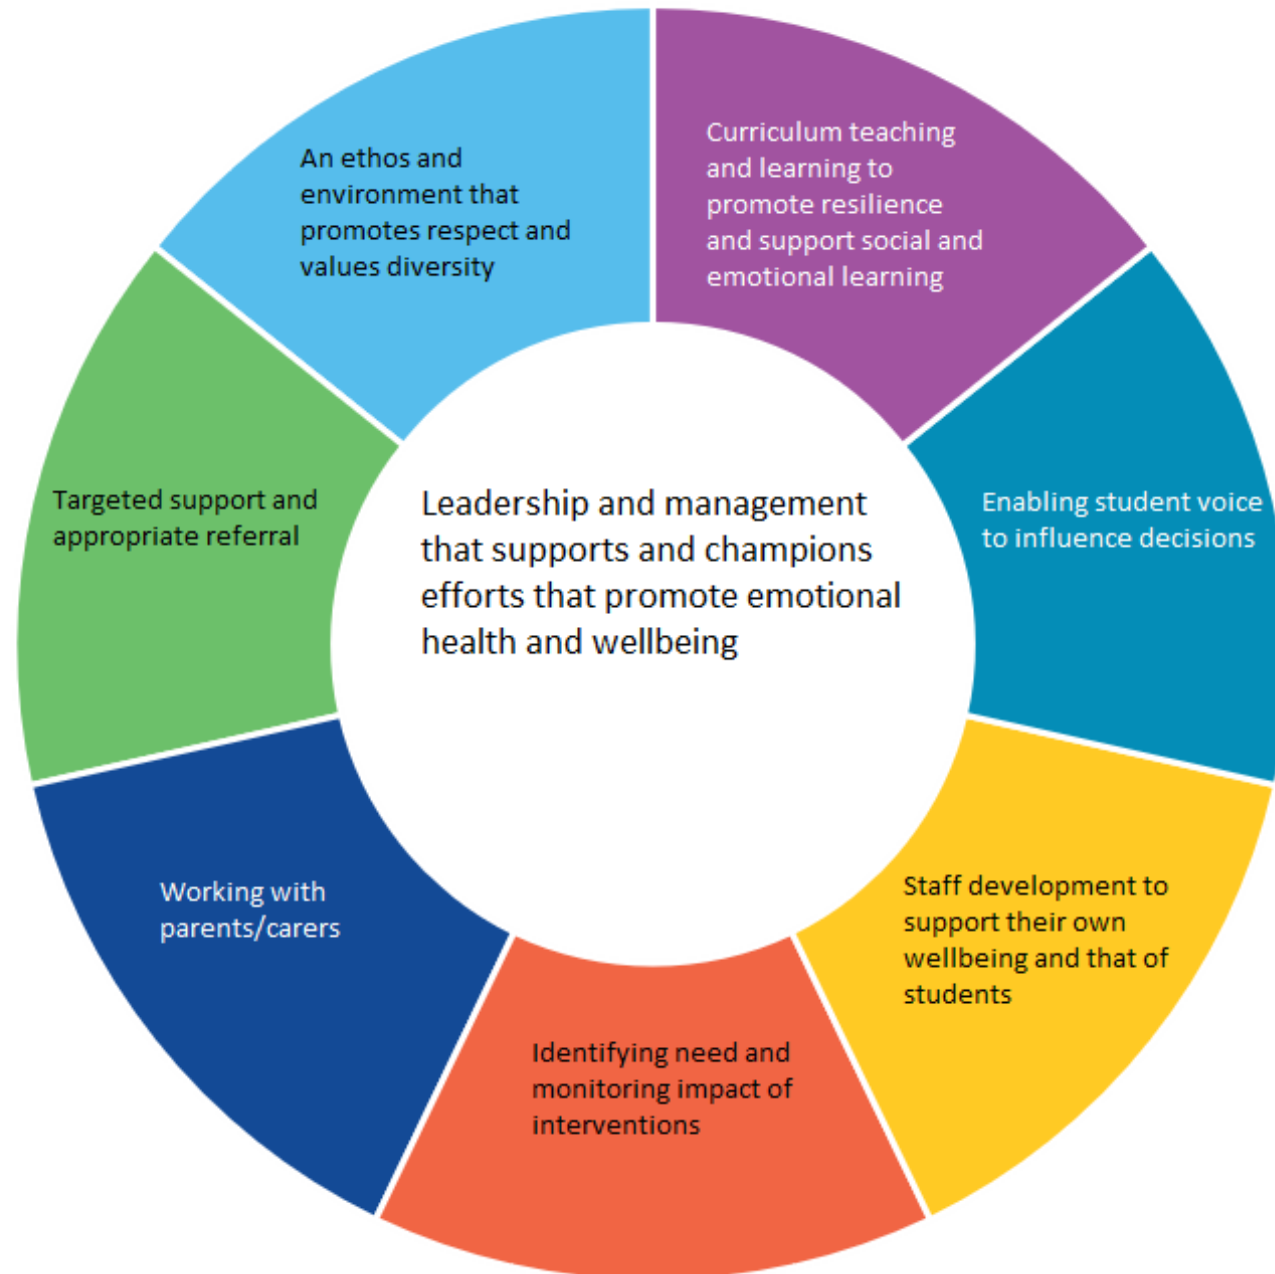 An ethos and
environment that
promotes respect and
values diversity
Curriculum teaching
and learning to
promote resilience
and support social and
emotional learning
Enabling student voice
to influence decisions
Staff development to
support their own
wellbeing and that of
students
Identifying need and
monitoring impact of
interventions
Working with
parents/carers
Targeted support and
appropriate referral
Leadership and management
that supports and champions
efforts that promote emotional
health and wellbeing